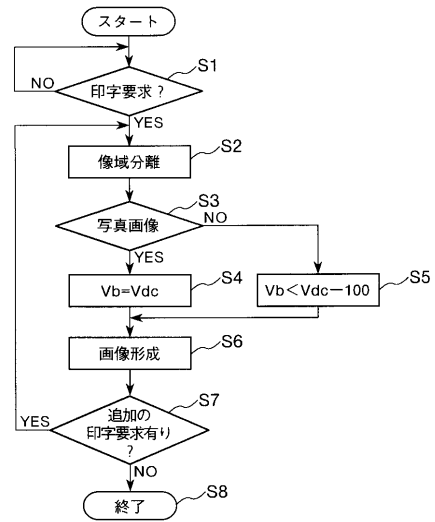 スタート
S1
NO
印字要求?
YES
S2
像域分離
S3
写真画像
NO
YES
S4
Vb=Vdc
S5
Vb<Vdc-100
S6
画像形成
S7
YES
追加の
印字要求有り
?
NO
S8
終了